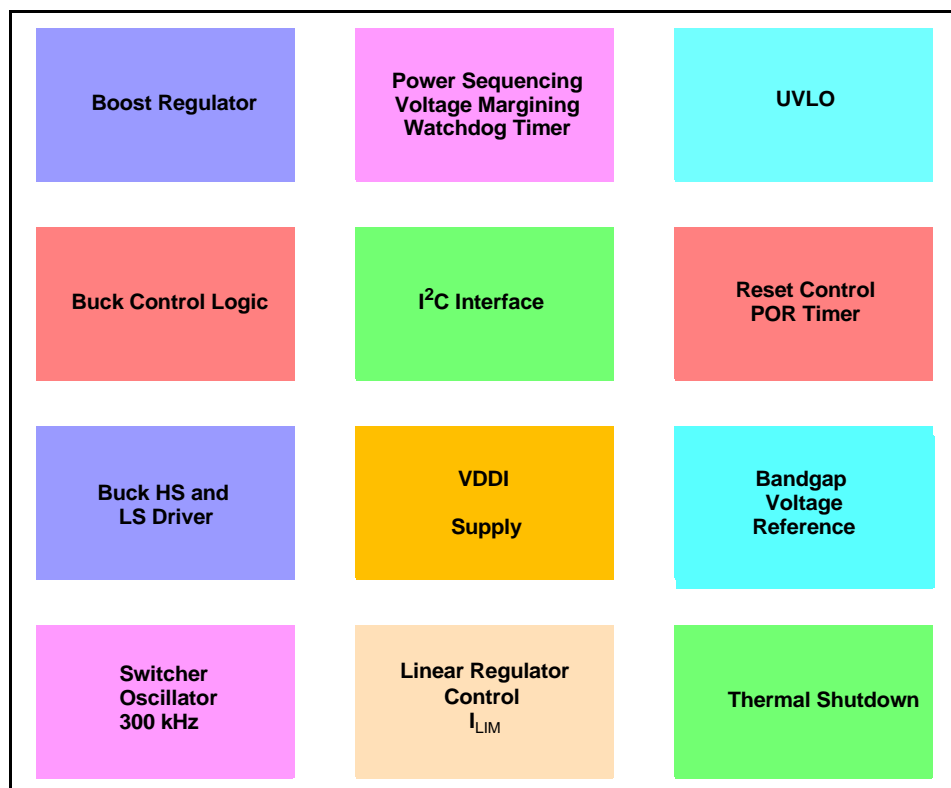 Boost Regulator
Power Sequencing
Voltage Margining
Watchdog Timer
UVLO
Buck Control Logic
I²C Interface
Reset Control
POR Timer
Buck HS and
LS Driver
VDDI
Supply
Bandgap
Voltage
Reference
Switcher
Oscillator
300 kHz
Linear Regulator
Control
I_LIM
Thermal Shutdown